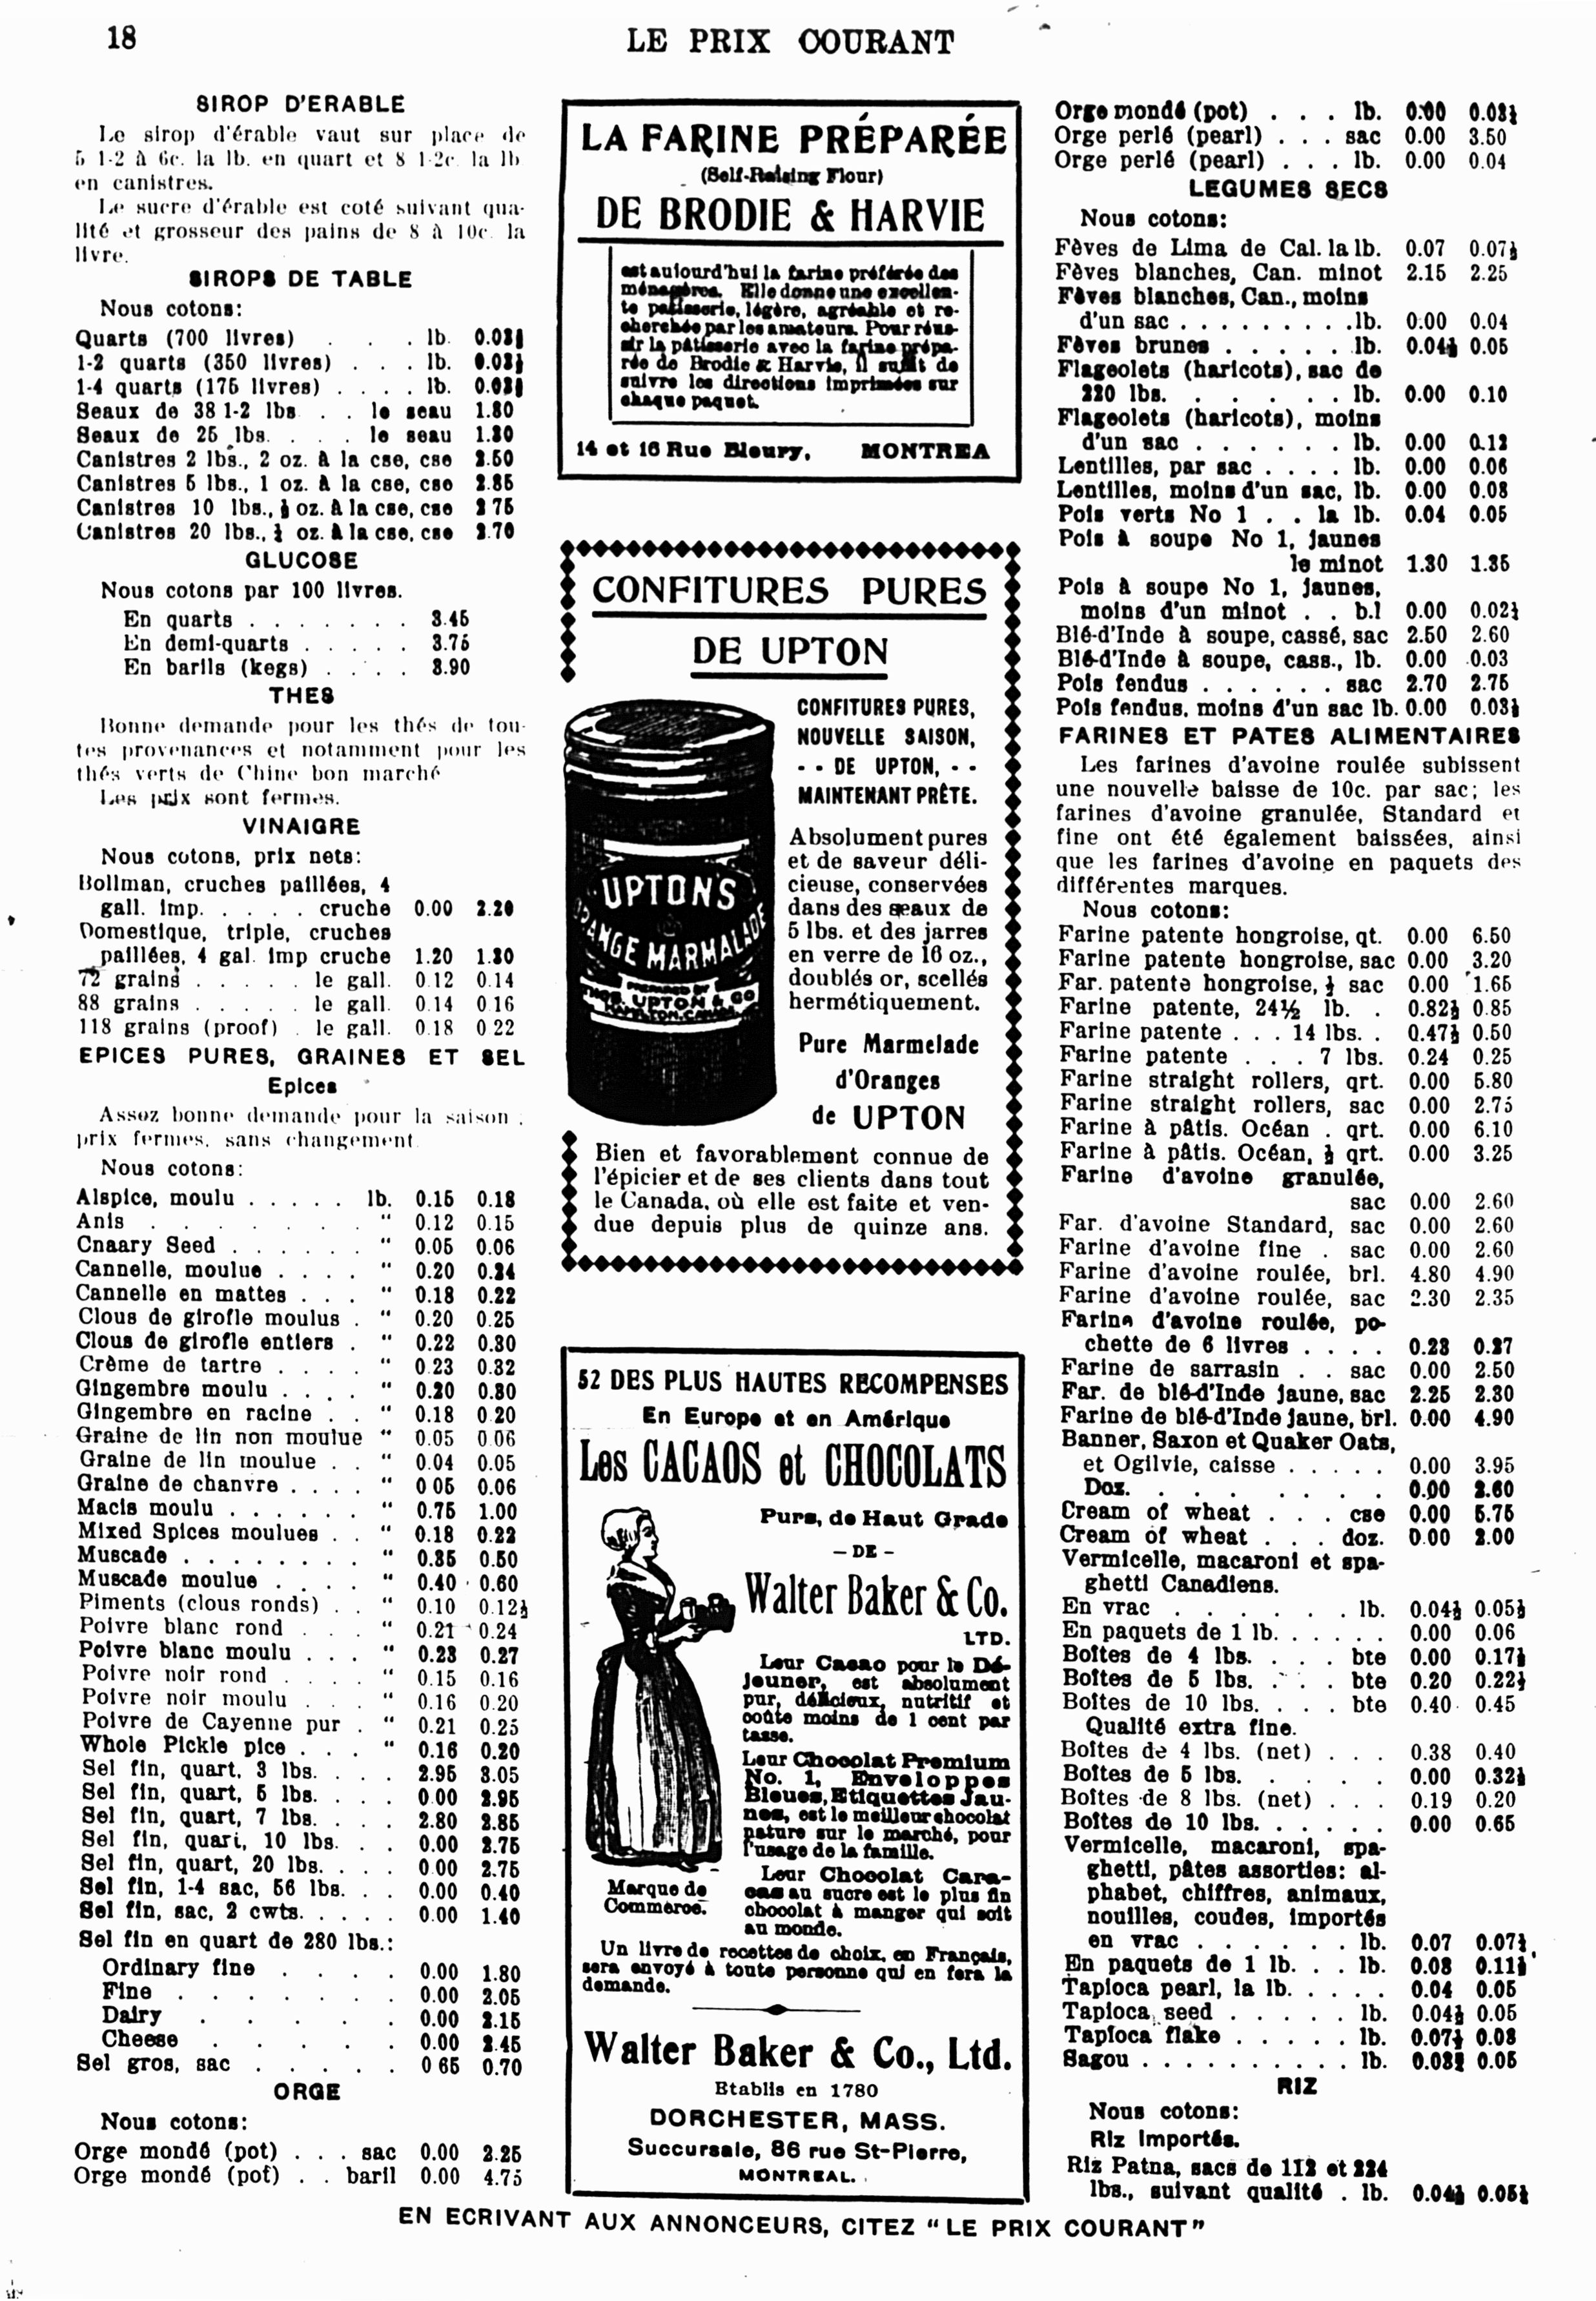 18
LE PRIX COURANT
SIROP D'ERABLE
Le sirop d'érable vaut sur place de
5 1-2 à 6c. la lb. en quart et 8 1-2c. la lb
en canistres.
Le sucre d'érable est coté suivant qua-
lité et grosseur des pains de 8 à 10c. la
livre.
SIROPS DE TABLE
Nous cotons:
Quarts (700 livres) . . . lb.
1-2 quarts (350 livres) . . . lb.
1-4 quarts (175 livres) . . . . lb.
Seaux de 38 1-2 lbs . . le seau 1.80
Seaux de 25 lbs. . . . le seau 1.30
Canistres 2 lbs., 2 oz. à la cse, cse 2.50
Canistres 5 lbs., 1 oz. à la cse, cse 2.85
Canistres 10 lbs., ½ oz. à la cse, cse 2 75
Canistres 20 lbs., ¼ oz. à la cse, cse 2.70
GLUCOSE
Nous cotons par 100 livres.
En quarts . . . . . . . 3.45
En demi-quarts . . . . . 3.75
En barils (kegs) . . . . 3.90
THES
Bonne demande pour les thés de tou-
tes provenances et notamment pour les
thés verts de Chine bon marché
Les prix sont fermes.
VINAIGRE
Nous cotons, prix nets:
Bollman, cruches paillées, 4
gall. imp. . . . . cruche 0.00 2.20
Domestique, triple, cruches
paillées, 4 gal. imp cruche 1.20 1.30
72 grains . . . . . le gall. 0.12 0.14
88 grains . . . . . le gall. 0.14 0 16
118 grains (proof) . le gall. 0.18 0 22
EPICES PURES, GRAINES ET SEL
Epices
Assez bonne demande pour la saison ;
prix fermes, sans changement.
Nous cotons:
Alspice, moulu . . . . . lb. 0.15 0.18
Anis . . . . . . . . " 0.12 0.15
Cnaary Seed . . . . . . " 0.05 0.06
Cannelle, moulue . . . . " 0.20 0.24
Cannelle en mattes . . . " 0.18 0.22
Clous de girofle moulus . " 0.20 0.25
Clous de girofle entiers . " 0.22 0.30
Crème de tartre . . . . " 0.23 0.32
Gingembre moulu . . . . " 0.20 0.30
Gingembre en racine . . " 0.18 0.20
Graine de lin non moulue " 0.05 0.06
Graine de lin moulue . . " 0.04 0.05
Graine de chanvre . . . . " 0 05 0.06
Macis moulu . . . . . . " 0.75 1.00
Mixed Spices moulues . . " 0.18 0.22
Muscade . . . . . . . . " 0.35 0.50
Muscade moulue . . . . " 0.40 0.60
Piments (clous ronds) . . " 0.10 0.12½
Poivre blanc rond . . . " 0.21 0.24
Poivre blanc moulu . . . " 0.23 0.27
Poivre noir rond . . . . " 0.15 0.16
Poivre noir moulu . . . " 0.16 0.20
Poivre de Cayenne pur . " 0.21 0.25
Whole Pickle pice . . . " 0.16 0.20
Sel fin, quart, 3 lbs. . . . 2.95 3.05
Sel fin, quart, 5 lbs. . . . 0.00 2.95
Sel fin, quart, 7 lbs. . . . 2.80 2.85
Sel fin, quart, 10 lbs. . . 0.00 2.75
Sel fin, quart, 20 lbs. . . . 0 00 2.75
Sel fin, 1-4 sac, 56 lbs. . . 0.00 0.40
Sel fin, sac, 2 cwts. . . . . 0.00 1.40
Sel fin en quart de 280 lbs.:
Ordinary fine . . . . 0.00 1.80
Fine . . . . . . . 0.00 2.05
Dairy . . . . . 0.00 2.15
Cheese . . . . . 0.00 2.45
Sel gros, sac . . . . . 0 65 0.70
ORGE
Nous cotons:
Orge mondé (pot) . . . sac 0.00 2.25
Orge mondé (pot) . . baril 0.00 4.75
LA FARINE PRÉPARÉE
(Self-Raising Flour)
DE BRODIE & HARVIE
est aujourd'hui la farine préférée des
ménagères. Elle donne une excellen-
te pâtisserie, légère, agréable et re-
cherchée par les amateurs. Pour réus-
sir la pâtisserie avec la farine prépa-
rée de Brodie & Harvie, il suffit de
suivre les directions imprimées sur
chaque paquet.
14 et 16 Rue Bleury, MONTREA
CONFITURES PURES
DE UPTON
CONFITURES PURES,
NOUVELLE SAISON,
- - DE UPTON, - -
MAINTENANT PRÊTE.
UPTON'S
ORANGE MARMALADE
PREPARED BY
THOS. UPTON & CO
HAMILTON, CANADA
Absolument pures
et de saveur déli-
cieuse, conservées
dans des seaux de
5 lbs. et des jarres
en verre de 16 oz.,
doublés or, scellés
hermétiquement.
Pure Marmelade
d'Oranges
de UPTON
Bien et favorablement connue de
l'épicier et de ses clients dans tout
le Canada, où elle est faite et ven-
due depuis plus de quinze ans.
52 DES PLUS HAUTES RECOMPENSES
En Europe et en Amérique
Les CACAOS et CHOCOLATS
Purs, de Haut Grade
– DE –
Walter Baker & Co.
LTD.
Leur Cacao pour le Dé-
jeuner, est absolument
pur, délicieux, nutritif et
coûte moins de 1 cent par
tasse.
Leur Chocolat Premium
No. 1, Enveloppes
Bleues, Etiquettes Jau-
nes, est le meilleur chocolat
nature sur le marché, pour
l'usage de la famille.
Leur Chocolat Cara-
cas au sucre est le plus fin
chocolat à manger qui soit
au monde.
Marque de
Commerce.
Un livre de recettes de choix, en Français,
sera envoyé à toute personne qui en fera la
demande.
Walter Baker & Co., Ltd.
Etablis en 1780
DORCHESTER, MASS.
Succursale, 86 rue St-Pierre,
MONTREAL.
Orge mondé (pot) . . . lb. 0.00
Orge perlé (pearl) . . . sac 0.00 3.50
Orge perlé (pearl) . . . lb. 0.00 0.04
LEGUMES SECS
Nous cotons:
Fèves de Lima de Cal. la lb. 0.07 0.07½
Fèves blanches, Can. minot 2.15 2.25
Fèves blanches, Can., moins
d'un sac . . . . . . . . . lb. 0.00 0.04
Fèves brunes . . . . . lb. 0.04½ 0.05
Flageolets (haricots), sac de
220 lbs. . . . . . . lb. 0.00 0.10
Flageolets (haricots), moins
d'un sac . . . . . . lb. 0.00 0.12
Lentilles, par sac . . . . lb. 0.00 0.06
Lentilles, moins d'un sac, lb. 0.00 0.08
Pois verts No 1 . . la lb. 0.04 0.05
Pois à soupe No 1, jaunes
le minot 1.30 1.35
Pois à soupe No 1, jaunes,
moins d'un minot . . b.l 0.00 0.02½
Blé-d'Inde à soupe, cassé, sac 2.50 2.60
Blé-d'Inde à soupe, cass., lb. 0.00 0.03
Pois fendus . . . . . . sac 2.70 2.75
Pois fendus, moins d'un sac lb. 0.00 0.03½
FARINES ET PATES ALIMENTAIRES
Les farines d'avoine roulée subissent
une nouvelle baisse de 10c. par sac; les
farines d'avoine granulée, Standard et
fine ont été également baissées, ainsi
que les farines d'avoine en paquets des
différentes marques.
Nous cotons:
Farine patente hongroise, qt. 0.00 6.50
Farine patente hongroise, sac 0.00 3.20
Far. patente hongroise, ½ sac 0.00 1.65
Farine patente, 24½ lb. . 0.82½ 0.85
Farine patente . . . 14 lbs. . 0.47½ 0.50
Farine patente . . . 7 lbs. 0.24 0.25
Farine straight rollers, qrt. 0.00 5.80
Farine straight rollers, sac 0.00 2.75
Farine à pâtis. Océan . qrt. 0.00 6.10
Farine à pâtis. Océan, ½ qrt. 0.00 3.25
Farine d'avoine granulée,
sac 0.00 2.60
Far. d'avoine Standard, sac 0.00 2.60
Farine d'avoine fine . sac 0.00 2.60
Farine d'avoine roulée, brl. 4.80 4.90
Farine d'avoine roulée, sac 2.30 2.35
Farine d'avoine roulée, po-
chette de 6 livres . . . . 0.23 0.27
Farine de sarrasin . . sac 0.00 2.50
Far. de blé-d'Inde jaune, sac 2.25 2.30
Farine de blé-d'Inde jaune, brl. 0.00 4.90
Banner, Saxon et Quaker Oats,
et Ogilvie, caisse . . . . . 0.00 3.95
Doz. . . . . . . . 0.00 2.60
Cream of wheat . . . cse 0.00 5.75
Cream of wheat . . . doz. 0.00 2.00
Vermicelle, macaroni et spa-
ghetti Canadiens.
En vrac . . . . . . . lb. 0.04½ 0.05½
En paquets de 1 lb. . . . . . 0.00 0.06
Boîtes de 4 lbs. . . . bte 0.00 0.17½
Boîtes de 5 lbs. . . . bte 0.20 0.22½
Boîtes de 10 lbs. . . . bte 0.40 0.45
Qualité extra fine.
Boîtes de 4 lbs. (net) . . . 0.38 0.40
Boîtes de 5 lbs. . . . . . 0.00 0.32½
Boîtes de 8 lbs. (net) . . . 0.19 0.20
Boîtes de 10 lbs. . . . . . 0.00 0.65
Vermicelle, macaroni, spa-
ghetti, pâtes assorties: al-
phabet, chiffres, animaux,
nouilles, coudes, importés
en vrac . . . . . . lb. 0.07 0.07½
En paquets de 1 lb. . . lb. 0.08 0.11½
Tapioca pearl, la lb. . . . . 0.04 0.05
Tapioca seed . . . . . lb. 0.04½ 0.05
Tapioca flake . . . . . lb. 0.07½ 0.08
Sagou . . . . . . . . . . lb. 0.05
RIZ
Nous cotons:
Riz importés.
Riz Patna, sacs de 112 et 224
lbs., suivant qualité . lb.
EN ECRIVANT AUX ANNONCEURS, CITEZ "LE PRIX COURANT"